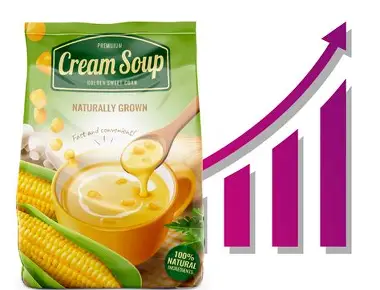 PREMIUM
Cream Soup
GOLDEN SWEET CORN
NATURALLY GROWN
Fast and convenient!
100%
NATURAL
INGREDIENTS